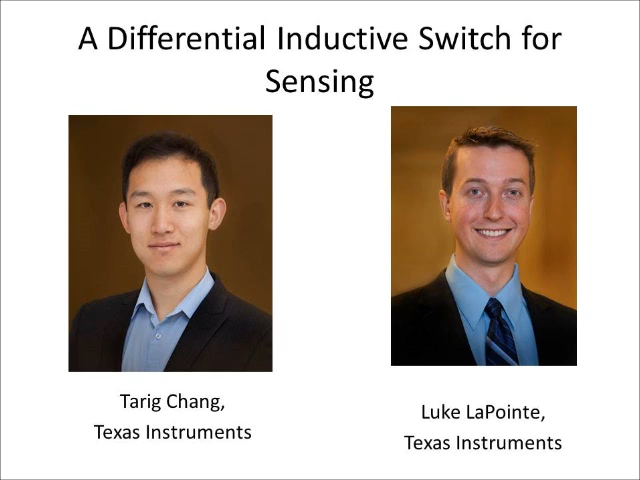 A Differential Inductive Switch for
Sensing
Tarig Chang,
Texas Instruments
Luke LaPointe,
Texas Instruments